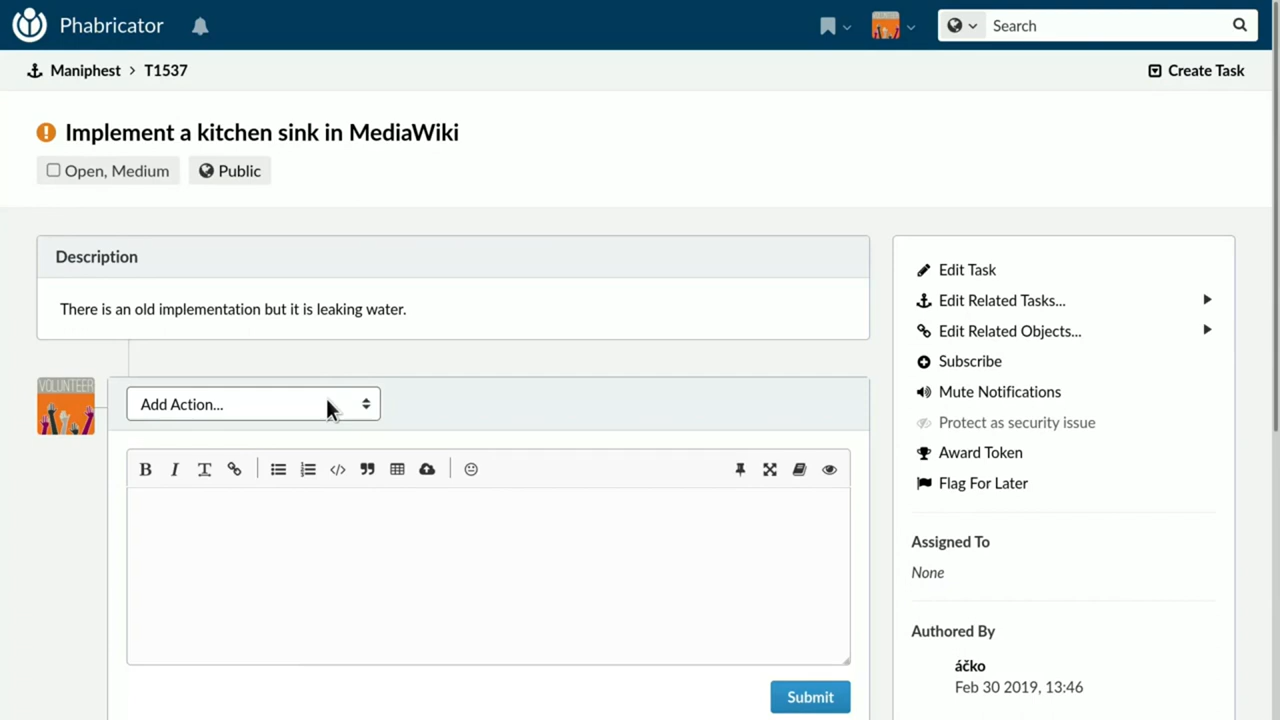 Phabricator
Search
Maniphest > T1537
Create Task
Implement a kitchen sink in MediaWiki
Open, Medium
Public
Description
There is an old implementation but it is leaking water.
VOLUNTEER
Add Action...
B I T
Submit
Edit Task
Edit Related Tasks...
Edit Related Objects...
Subscribe
Mute Notifications
Protect as security issue
Award Token
Flag For Later
Assigned To
None
Authored By
áčko
Feb 30 2019, 13:46